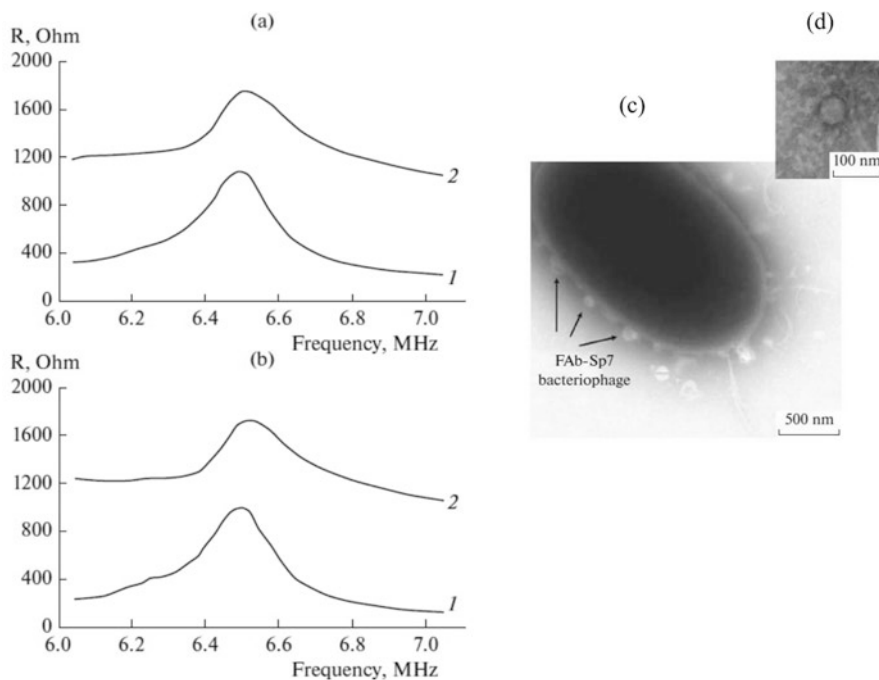 (a)
R, Ohm
2000
1600
1200
800
400
0
2
1
6.0 6.2 6.4 6.6 6.8 7.0
Frequency, MHz
(b)
R, Ohm
2000
1600
1200
800
400
0
2
1
6.0 6.2 6.4 6.6 6.8 7.0
Frequency, MHz
(c)
FAb-Sp7
bacteriophage
500 nm
(d)
100 nm